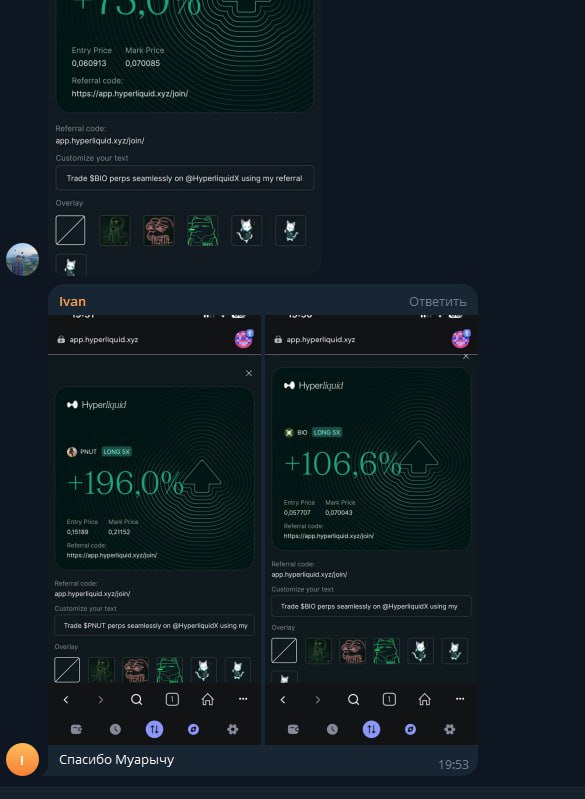 +75,0%
Entry Price Mark Price
0,060913 0,070085
Referral code:
https://app.hyperliquid.xyz/join/
Referral code:
app.hyperliquid.xyz/join/
Customize your text
Trade $BIO perps seamlessly on @HyperliquidX using my referral
Overlay
Ivan Ответить
app.hyperliquid.xyz
Hyperliquid
PNUT LONG 5X
+196,0%
Entry Price Mark Price
0,15189 0,21152
Referral code:
https://app.hyperliquid.xyz/join/
Referral code:
app.hyperliquid.xyz/join/
Customize your text
Trade $PNUT perps seamlessly on @HyperliquidX using my
Overlay
1
app.hyperliquid.xyz
Hyperliquid
BIO LONG 5X
+106,6%
Entry Price Mark Price
0,057707 0,070043
Referral code:
https://app.hyperliquid.xyz/join/
Referral code:
app.hyperliquid.xyz/join/
Customize your text
Trade $BIO perps seamlessly on @HyperliquidX using my
Overlay
1
I
Спасибо Муарычу
19:53